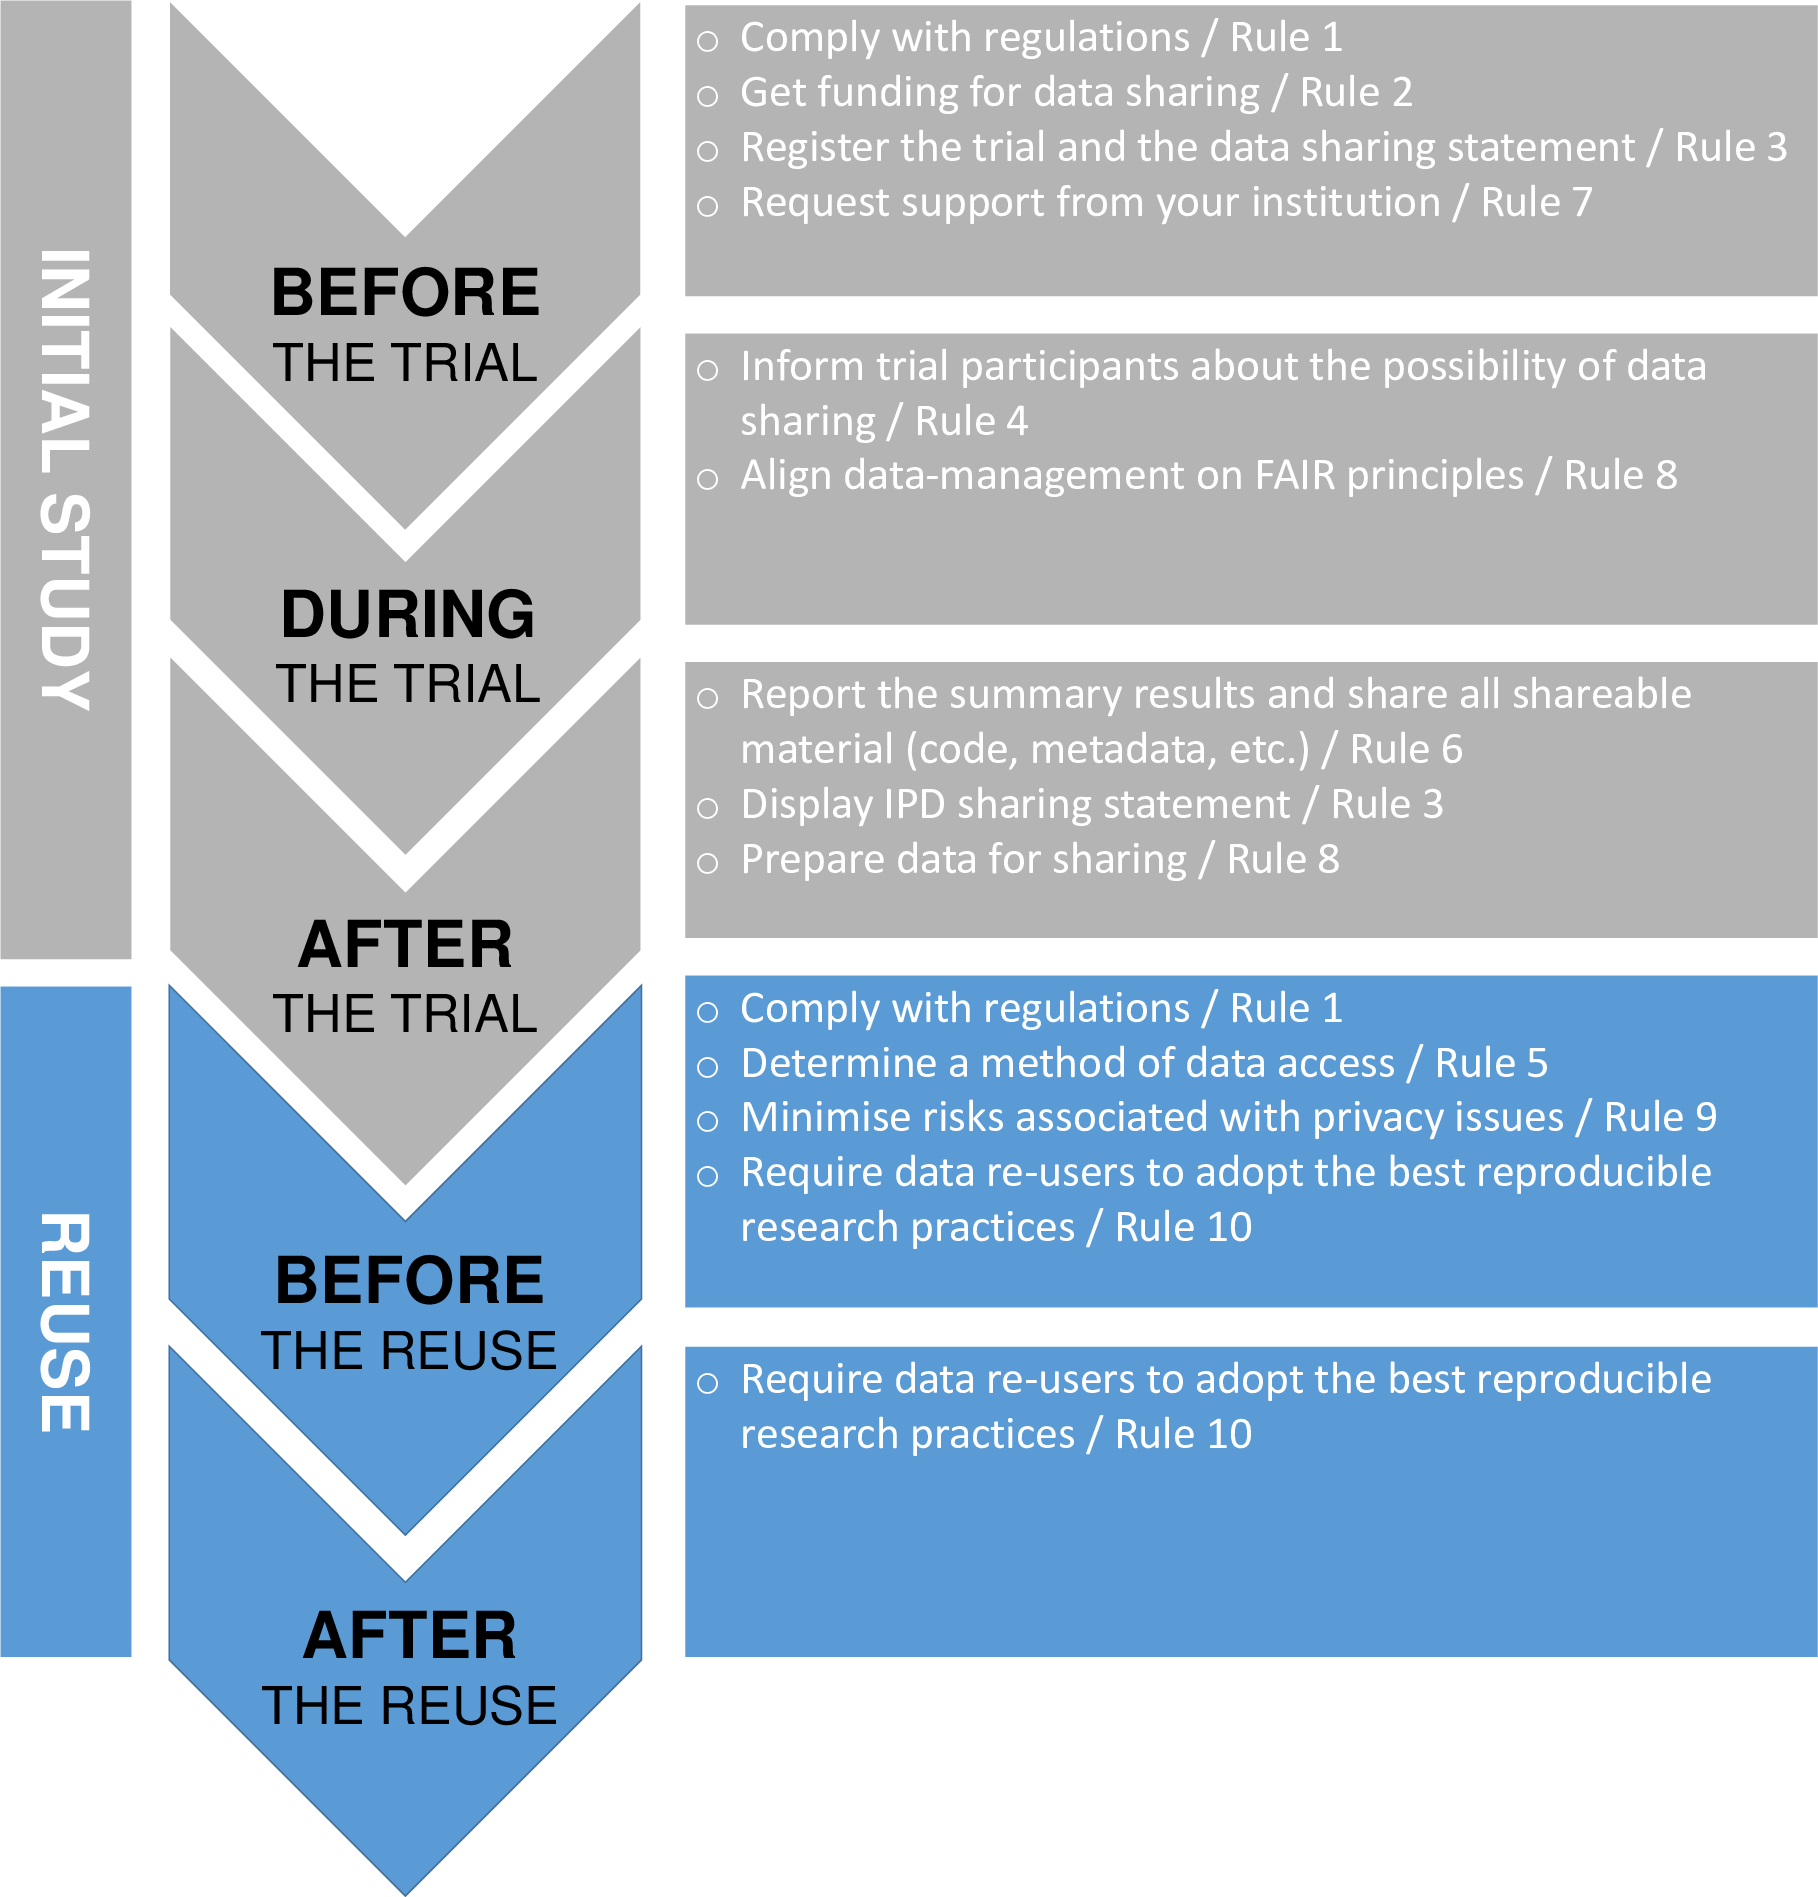 INITIAL STUDY
BEFORE
THE TRIAL
○ Comply with regulations / Rule 1
○ Get funding for data sharing / Rule 2
○ Register the trial and the data sharing statement / Rule 3
○ Request support from your institution / Rule 7
DURING
THE TRIAL
○ Inform trial participants about the possibility of data
sharing / Rule 4
○ Align data-management on FAIR principles / Rule 8
AFTER
THE TRIAL
○ Report the summary results and share all shareable
material (code, metadata, etc.) / Rule 6
○ Display IPD sharing statement / Rule 3
○ Prepare data for sharing / Rule 8
REUSE
BEFORE
THE REUSE
○ Comply with regulations / Rule 1
○ Determine a method of data access / Rule 5
○ Minimise risks associated with privacy issues / Rule 9
○ Require data re-users to adopt the best reproducible
research practices / Rule 10
AFTER
THE REUSE
○ Require data re-users to adopt the best reproducible
research practices / Rule 10